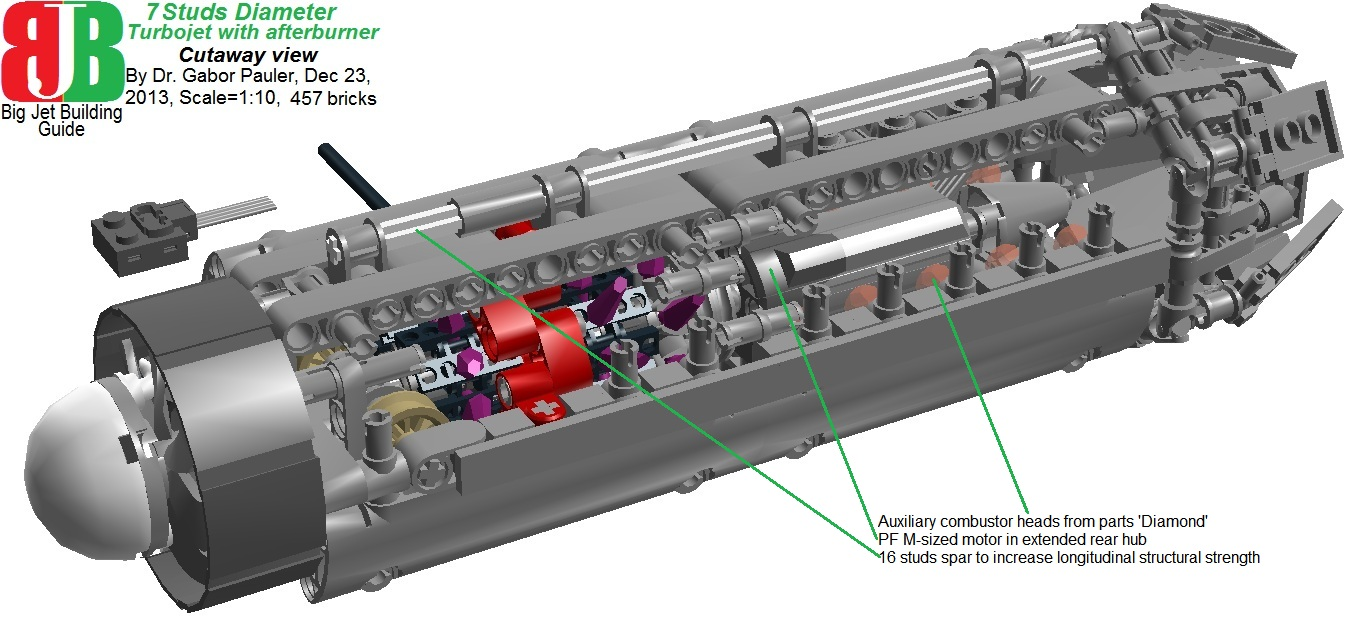 7 Studs Diameter
Turbojet with afterburner
Cutaway view
By Dr. Gabor Pauler, Dec 23,
2013, Scale=1:10, 457 bricks
BJB
Big Jet Building
Guide
Auxiliary combustor heads from parts 'Diamond'
PF M-sized motor in extended rear hub
16 studs spar to increase longitudinal structural strength